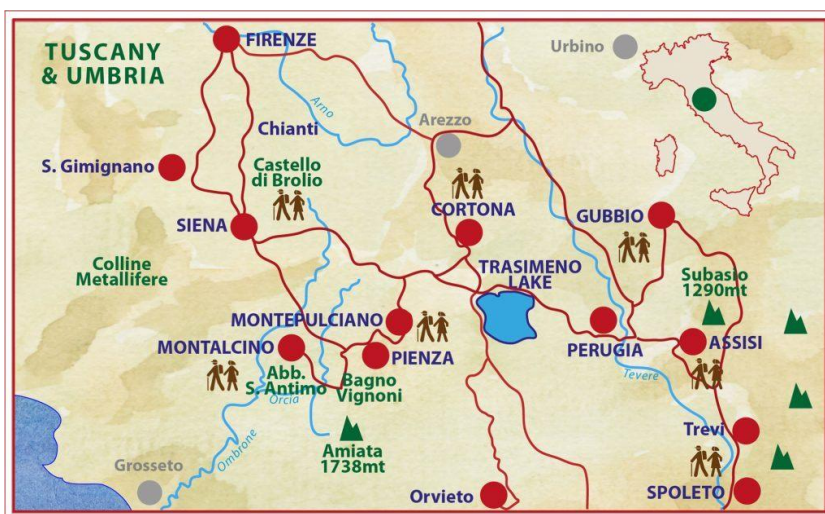 TUSCANY
& UMBRIA
FIRENZE
Urbino
Arno
Chianti
Arezzo
S. Gimignano
Castello
di Brolio
CORTONA
GUBBIO
SIENA
Colline
Metallifere
TRASIMENO
LAKE
Subasio
1290mt
MONTEPULCIANO
MONTALCINO
PIENZA
PERUGIA
ASSISI
Abb.
S. Antimo
Bagno
Vignoni
Orcia
Tevere
Ombrone
Amiata
1738mt
Trevi
Grosseto
Orvieto
SPOLETO